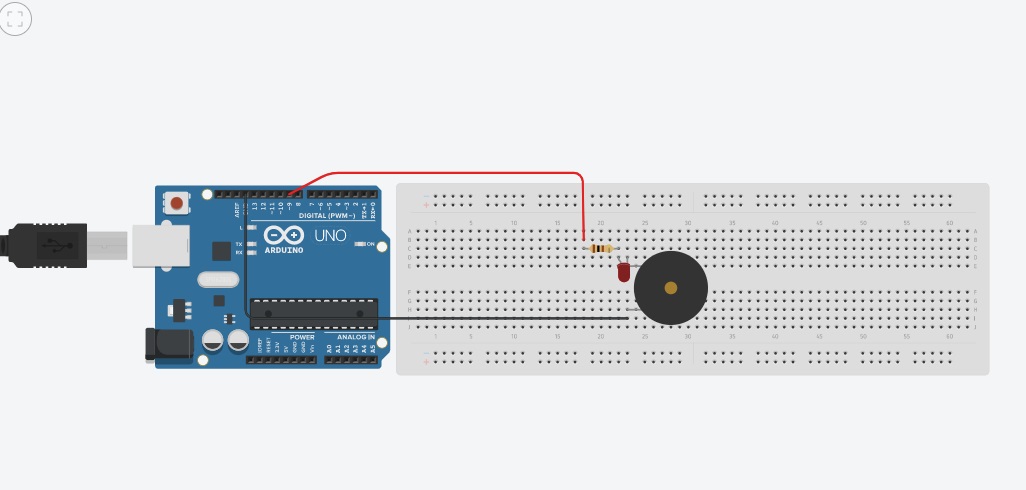 1 5 10 15 20 25 30 35 40 45 50 55 60
A A
B B
C C
D D
E E
AREF
13
12
~11
~10
~9
8
7
~6
~5
4
~3
2
TX→1
RX←0
DIGITAL (PWM~)
L
TX
RX
UNO
ON
ARDUINO
F F
G G
H H
I I
J J
1 5 10 15 20 25 30 35 40 45 50 55 60
POWER
ANALOG IN
IOREF
RESET
3.3V
5V
GND
GND
Vin
A0
A1
A2
A3
A4
A5